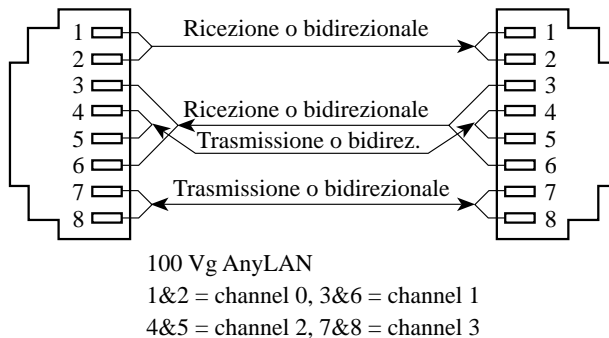 Ricezione o bidirezionale
1 1
2 2
3 3
Ricezione o bidirezionale
4 4
Trasmissione o bidirez.
5 5
6 6
Trasmissione o bidirezionale
7 7
8 8
100 Vg AnyLAN
1&2 = channel 0, 3&6 = channel 1
4&5 = channel 2, 7&8 = channel 3